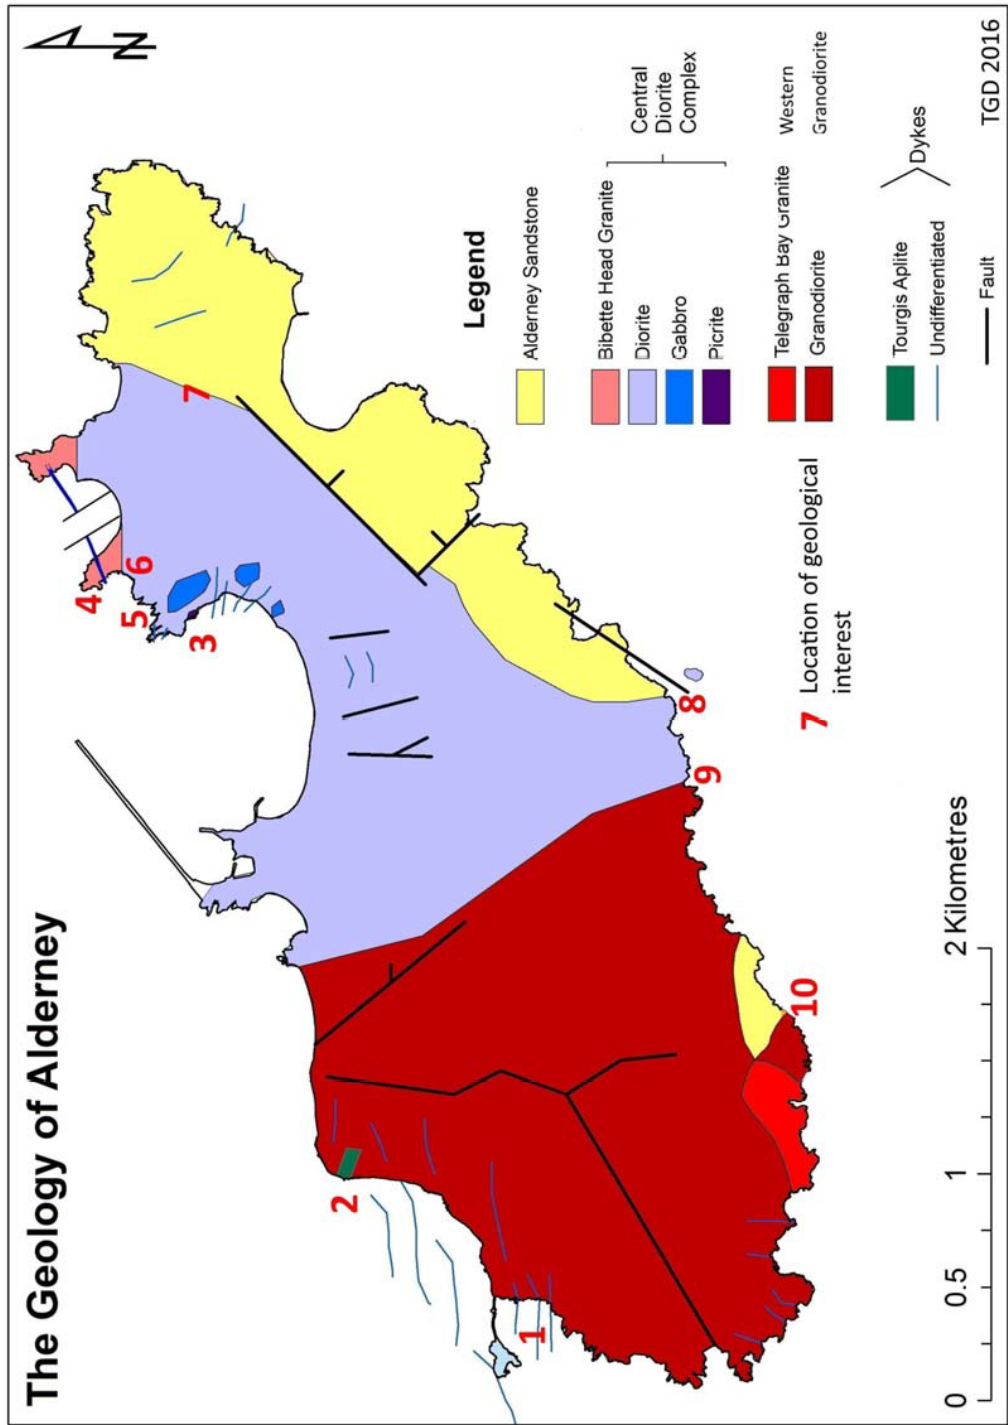 The Geology of Alderney
N
4
5
6
3
7
2
1
8
9
10
Legend
Alderney Sandstone
Bibette Head Granite
Diorite
Gabbro
Picrite
Central
Diorite
Complex
Telegraph Bay Granite
Granodiorite
Western
Granodiorite
Tourgis Aplite
Undifferentiated
Dykes
Fault
7 Location of geological
interest
0 0.5 1 2 Kilometres
TGD 2016